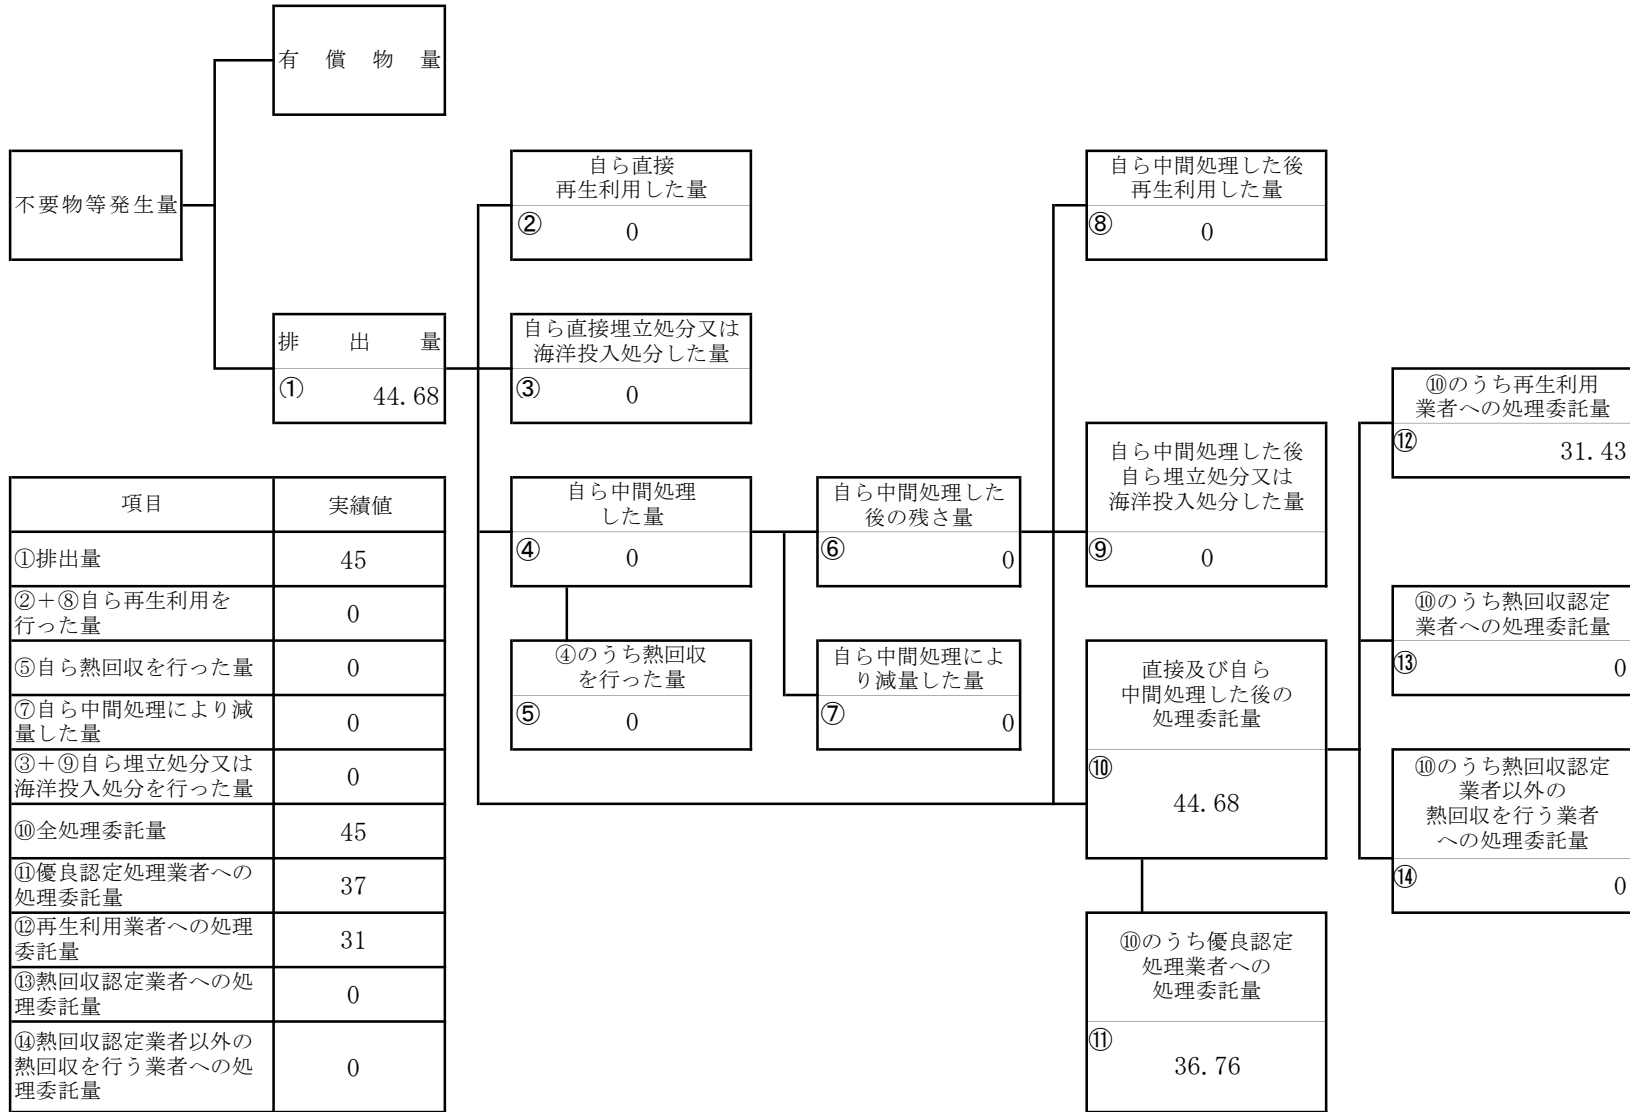 有償物量
不要物等発生量
自ら直接
再生利用した量
②
0
自ら中間処理した後
再生利用した量
⑧
0
排出量
①
44.68
自ら直接埋立処分又は
海洋投入処分した量
③
0
⑩のうち再生利用
業者への処理委託量
⑫
31.43
自ら中間処理
した量
④
0
自ら中間処理した
後の残さ量
⑥
0
自ら中間処理した後
自ら埋立処分又は
海洋投入処分した量
⑨
0
⑩のうち熱回収認定
業者への処理委託量
⑬
0
④のうち熱回収
を行った量
⑤
0
自ら中間処理によ
り減量した量
⑦
0
直接及び自ら
中間処理した後の
処理委託量
⑩
44.68
⑩のうち熱回収認定
業者以外の
熱回収を行う業者
への処理委託量
⑭
0
⑩のうち優良認定
処理業者への
処理委託量
⑪
36.76
項目 実績値
①排出量 45
②＋⑧自ら再生利用を
行った量 0
⑤自ら熱回収を行った量 0
⑦自ら中間処理により減
量した量 0
③＋⑨自ら埋立処分又は
海洋投入処分を行った量 0
⑩全処理委託量 45
⑪優良認定処理業者への
処理委託量 37
⑫再生利用業者への処理
委託量 31
⑬熱回収認定業者への処
理委託量 0
⑭熱回収認定業者以外の
熱回収を行う業者への処
理委託量 0